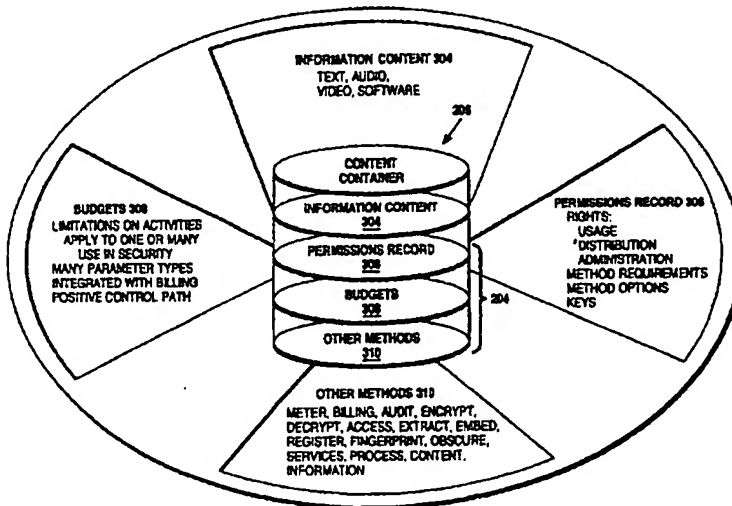 INFORMATION CONTENT 304
TEXT, AUDIO,
VIDEO, SOFTWARE
CONTENT
CONTAINER
INFORMATION CONTENT
304
PERMISSIONS RECORD
306
BUDGETS
308
OTHER METHODS
310
204
BUDGETS 308
LIMITATIONS ON ACTIVITIES
APPLY TO ONE OR MANY
USE IN SECURITY
MANY PARAMETER TYPES
INTEGRATED WITH BILLING
POSITIVE CONTROL PATH
PERMISSIONS RECORD 306
RIGHTS:
USAGE
DISTRIBUTION
ADMINISTRATION
METHOD REQUIREMENTS
METHOD OPTIONS
KEYS
OTHER METHODS 310
METER, BILLING, AUDIT, ENCRYPT,
DECRYPT, ACCESS, EXTRACT, EMBED,
REGISTER, FINGERPRINT, OBSCURE,
SERVICES, PROCESS, CONTENT,
INFORMATION